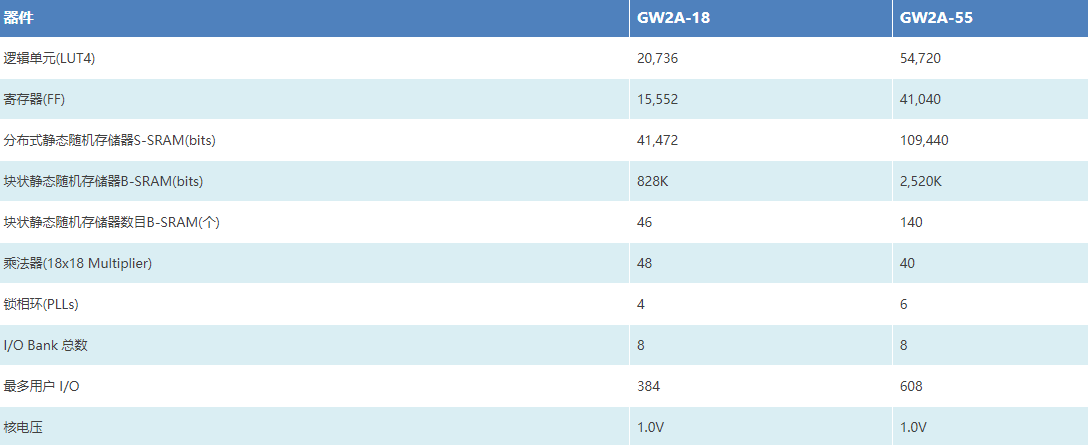 器件 GW2A-18 GW2A-55
逻辑单元(LUT4) 20,736 54,720
寄存器(FF) 15,552 41,040
分布式静态随机存储器S-SRAM(bits) 41,472 109,440
块状静态随机存储器B-SRAM(bits) 828K 2,520K
块状静态随机存储器数目B-SRAM(个) 46 140
乘法器(18x18 Multiplier) 48 40
锁相环(PLLs) 4 6
I/O Bank 总数 8 8
最多用户 I/O 384 608
核电压 1.0V 1.0V